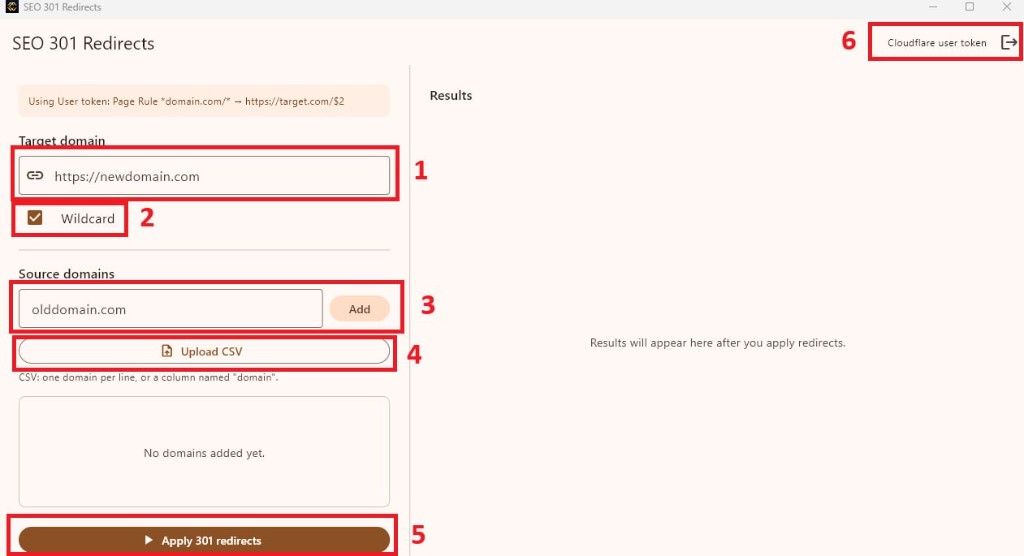 SEO 301 Redirects
SEO 301 Redirects
6
Cloudflare user token
Using User token: Page Rule *domain.com/* → https://target.com/$2
Results
Target domain
https://newdomain.com
1
Wildcard
2
Source domains
olddomain.com
Add
3
Upload CSV
4
CSV: one domain per line, or a column named "domain".
Results will appear here after you apply redirects.
No domains added yet.
Apply 301 redirects
5